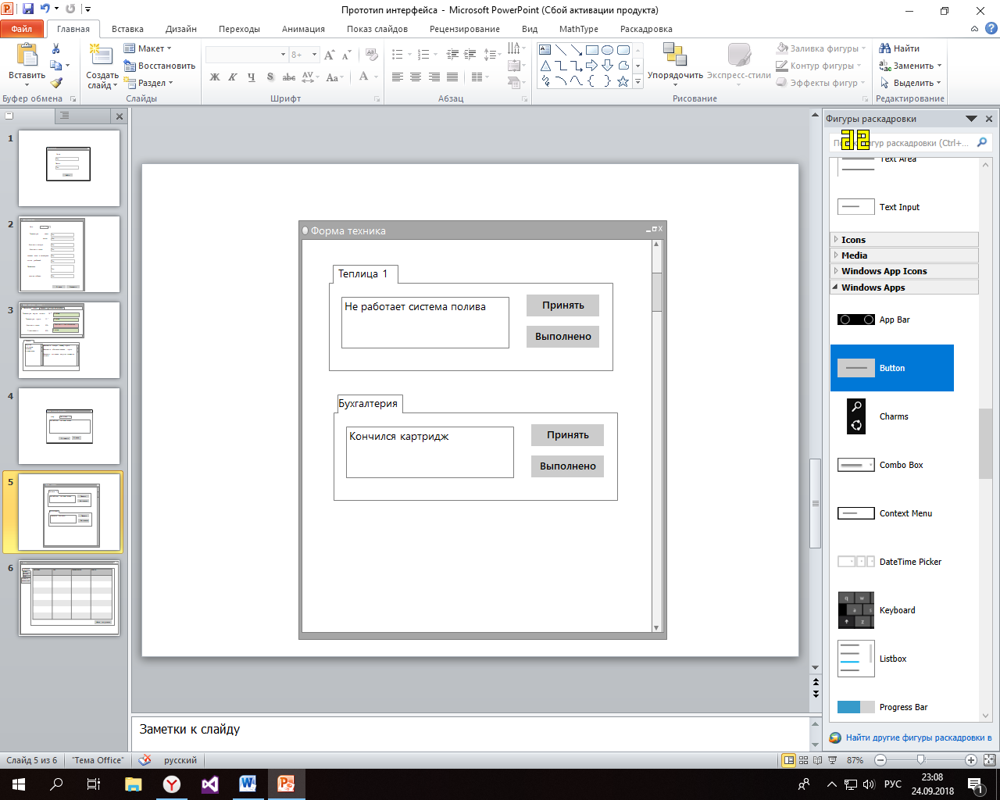 Прототип интерфейса - Microsoft PowerPoint (Сбой активации продукта)
Файл
Главная
Вставка
Дизайн
Переходы
Анимация
Показ слайдов
Рецензирование
Вид
MathType
Раскадровка
Вставить
Буфер обмена
Создать слайд
Макет
Восстановить
Раздел
Слайды
8+
Ж К Ч S abc AV Aa A
Шрифт
Абзац
Упорядочить
Экспресс-стили
Заливка фигуры
Контур фигуры
Эффекты фигур
Рисование
Найти
Заменить
Выделить
Редактирование
1
2
3
4
5
6
Форма техника
Теплица 1
Не работает система полива
Принять
Выполнено
Бухгалтерия
Кончился картридж
Принять
Выполнено
Заметки к слайду
Фигуры раскадровки
фигур раскадровки (Ctrl+...
Text Area
Text Input
Icons
Media
Windows App Icons
Windows Apps
App Bar
Button
Charms
Combo Box
Context Menu
DateTime Picker
Keyboard
Listbox
Progress Bar
Найти другие фигуры раскадровки в
Слайд 5 из 6
"Тема Office"
русский
87%
РУС
23:08
24.09.2018
1